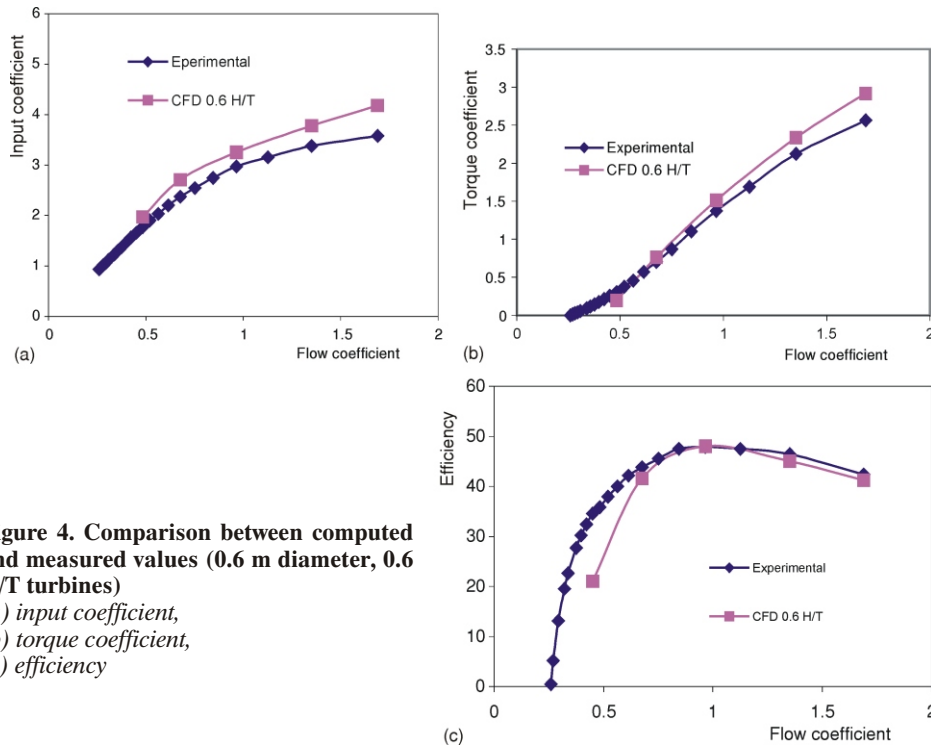 6
5
4
3
2
1
0
Input coefficient
Eperimental
CFD 0.6 H/T
0 0.5 1 1.5 2
Flow coefficient
(a)
3.5
3
2.5
2
1.5
1
0.5
0
Torque coefficient
Experimental
CFD 0.6 H/T
0 0.5 1 1.5 2
Flow coefficient
(b)
60
50
40
30
20
10
0
Efficiency
Experimental
CFD 0.6 H/T
0 0.5 1 1.5 2
Flow coefficient
(c)
gure 4. Comparison between computed
nd measured values (0.6 m diameter, 0.6
/T turbines)
) input coefficient,
) torque coefficient,
) efficiency